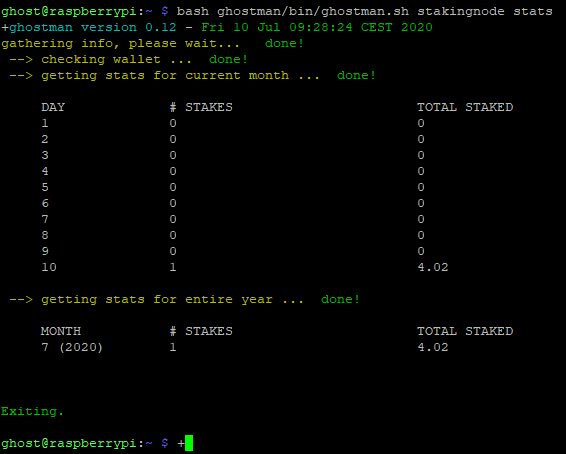 ghost@raspberrypi:~ $ bash ghostman/bin/ghostman.sh stakingnode stats
+ghostman version 0.12 - Fri 10 Jul 09:28:24 CEST 2020
gathering info, please wait...   done!
 --> checking wallet ...  done!
 --> getting stats for current month ...  done!
DAY # STAKES TOTAL STAKED
1 0 0
2 0 0
3 0 0
4 0 0
5 0 0
6 0 0
7 0 0
8 0 0
9 0 0
10 1 4.02
 --> getting stats for entire year ...  done!
MONTH # STAKES TOTAL STAKED
7 (2020) 1 4.02
Exiting.
ghost@raspberrypi:~ $ +